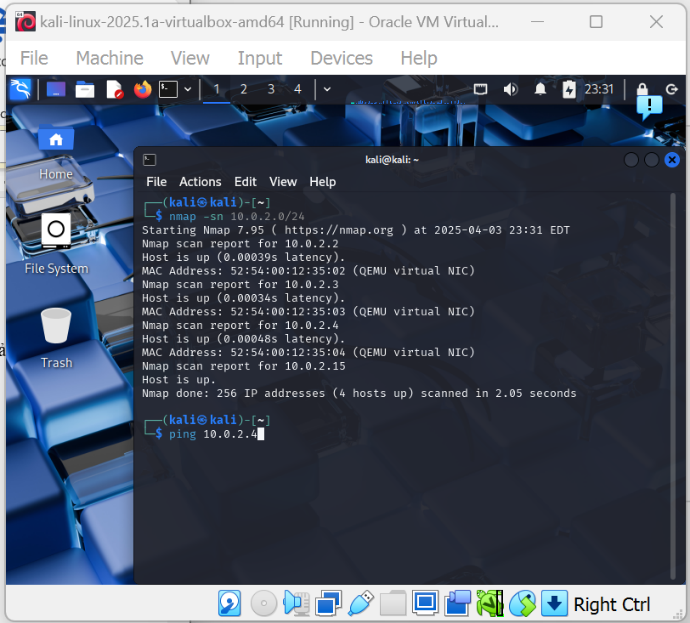 kali-linux-2025.1a-virtualbox-amd64 [Running] - Oracle VM Virtual...
File Machine View Input Devices Help
1 2 3 4 23:31
Home
File System
Trash
kali@kali: ~
File Actions Edit View Help
┌──(kali㉿kali)-[~]
└─$ nmap -sn 10.0.2.0/24
Starting Nmap 7.95 ( https://nmap.org ) at 2025-04-03 23:31 EDT
Nmap scan report for 10.0.2.2
Host is up (0.00039s latency).
MAC Address: 52:54:00:12:35:02 (QEMU virtual NIC)
Nmap scan report for 10.0.2.3
Host is up (0.00034s latency).
MAC Address: 52:54:00:12:35:03 (QEMU virtual NIC)
Nmap scan report for 10.0.2.4
Host is up (0.00048s latency).
MAC Address: 52:54:00:12:35:04 (QEMU virtual NIC)
Nmap scan report for 10.0.2.15
Host is up.
Nmap done: 256 IP addresses (4 hosts up) scanned in 2.05 seconds
┌──(kali㉿kali)-[~]
└─$ ping 10.0.2.4
Right Ctrl